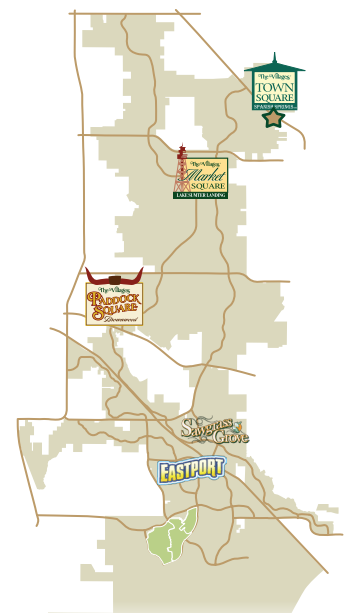 The Villages
TOWN
SQUARE
SPANISH SPRINGS
The Villages
Market
SQUARE
LAKE SUMTER LANDING
The Villages
PADDOCK
SQUARE
Brownwood
Sawgrass
Grove
EASTPORT